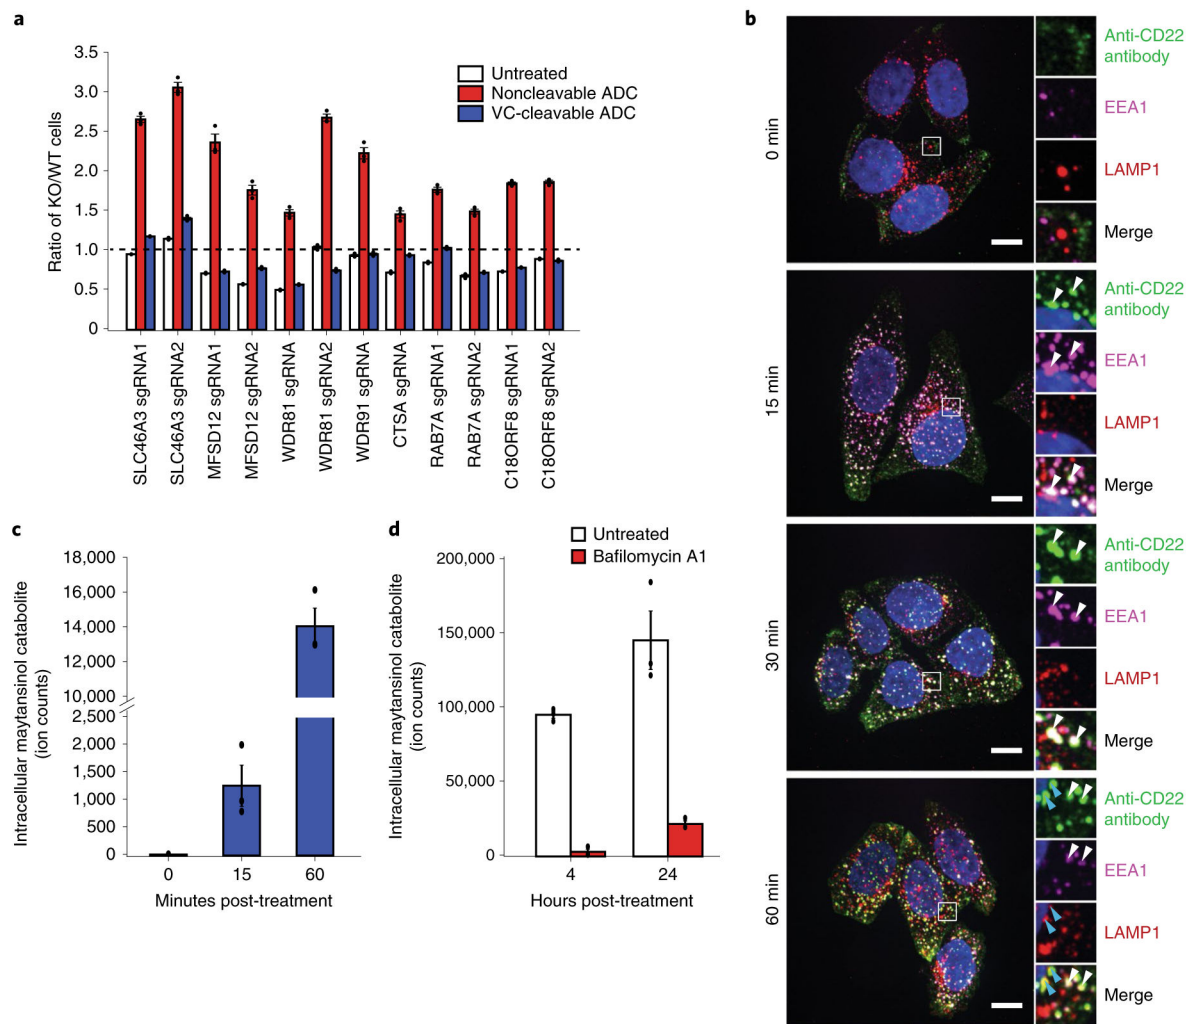 a
3.5
3.0
2.5
2.0
1.5
1.0
0.5
0
Ratio of KO/WT cells
Untreated
Noncleavable ADC
VC-cleavable ADC
SLC46A3 sgRNA1
SLC46A3 sgRNA2
MFSD12 sgRNA1
MFSD12 sgRNA2
WDR81 sgRNA
WDR81 sgRNA2
WDR91 sgRNA
CTSA sgRNA
RAB7A sgRNA1
RAB7A sgRNA2
C18ORF8 sgRNA1
C18ORF8 sgRNA2
b
0 min
Anti-CD22
antibody
EEA1
LAMP1
Merge
15 min
Anti-CD22
antibody
EEA1
LAMP1
Merge
30 min
Anti-CD22
antibody
EEA1
LAMP1
Merge
60 min
Anti-CD22
antibody
EEA1
LAMP1
Merge
c
18,000
16,000
14,000
12,000
10,000
2,500
2,000
1,500
1,000
500
0
Intracellular maytansinol catabolite
(ion counts)
0
15
60
Minutes post-treatment
d
Untreated
Bafilomycin A1
200,000
150,000
100,000
50,000
0
Intracellular maytansinol catabolite
(ion counts)
4
24
Hours post-treatment